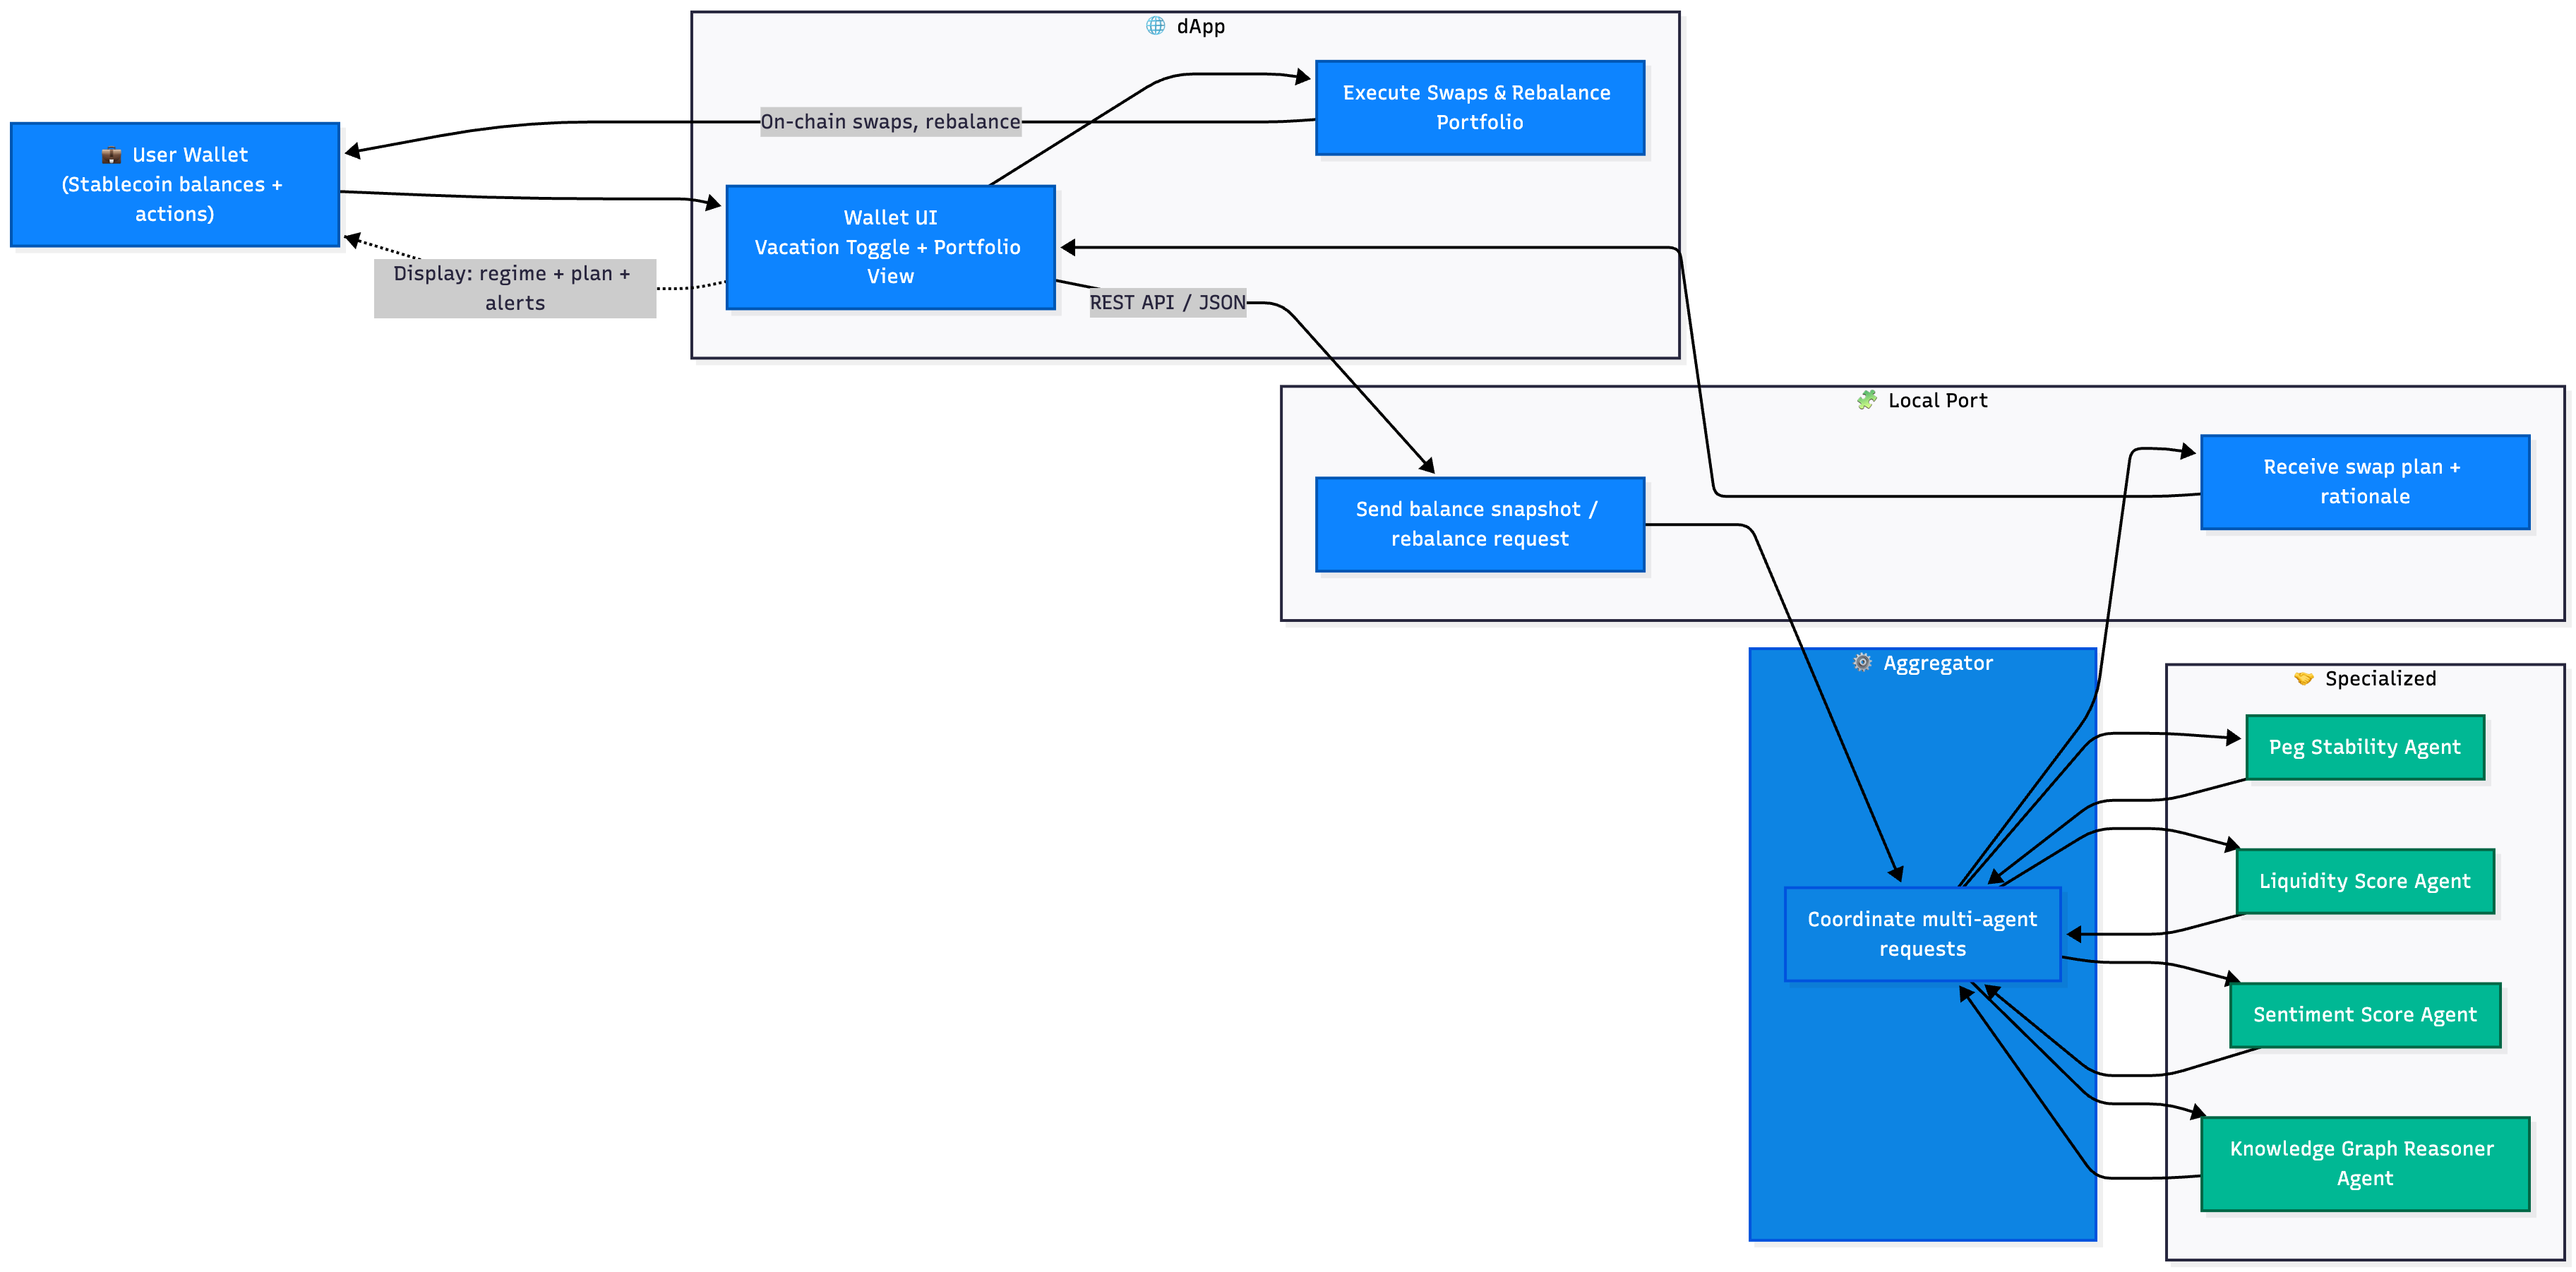 dApp
Execute Swaps & Rebalance
Portfolio
On-chain swaps, rebalance
User Wallet
(Stablecoin balances +
actions)
Wallet UI
Vacation Toggle + Portfolio
View
Display: regime + plan +
alerts
REST API / JSON
Local Port
Receive swap plan +
rationale
Send balance snapshot /
rebalance request
Aggregator
Specialized
Peg Stability Agent
Liquidity Score Agent
Coordinate multi-agent
requests
Sentiment Score Agent
Knowledge Graph Reasoner
Agent